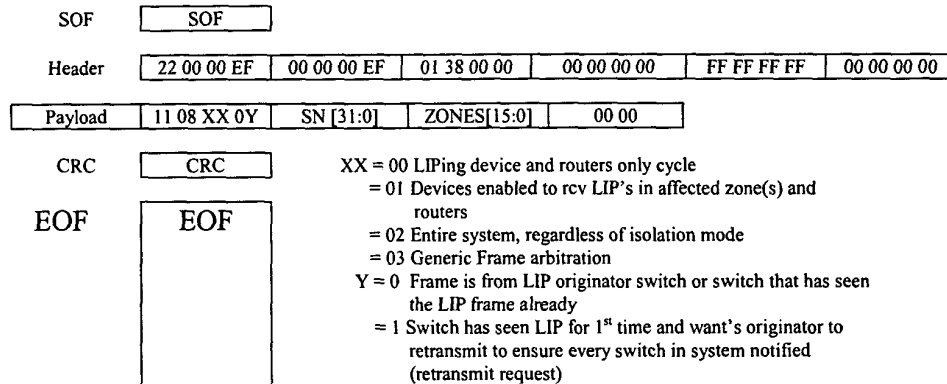 SOF SOF
Header 22 00 00 EF 00 00 00 EF 01 38 00 00 00 00 00 00 FF FF FF FF 00 00 00 00
Payload 11 08 XX 0Y SN [31:0] ZONES[15:0] 00 00
CRC CRC
XX = 00 LIPing device and routers only cycle
= 01 Devices enabled to rcv LIP's in affected zone(s) and
routers
EOF EOF
= 02 Entire system, regardless of isolation mode
= 03 Generic Frame arbitration
Y = 0 Frame is from LIP originator switch or switch that has seen
the LIP frame already
= 1 Switch has seen LIP for 1st time and want's originator to
retransmit to ensure every switch in system notified
(retransmit request)